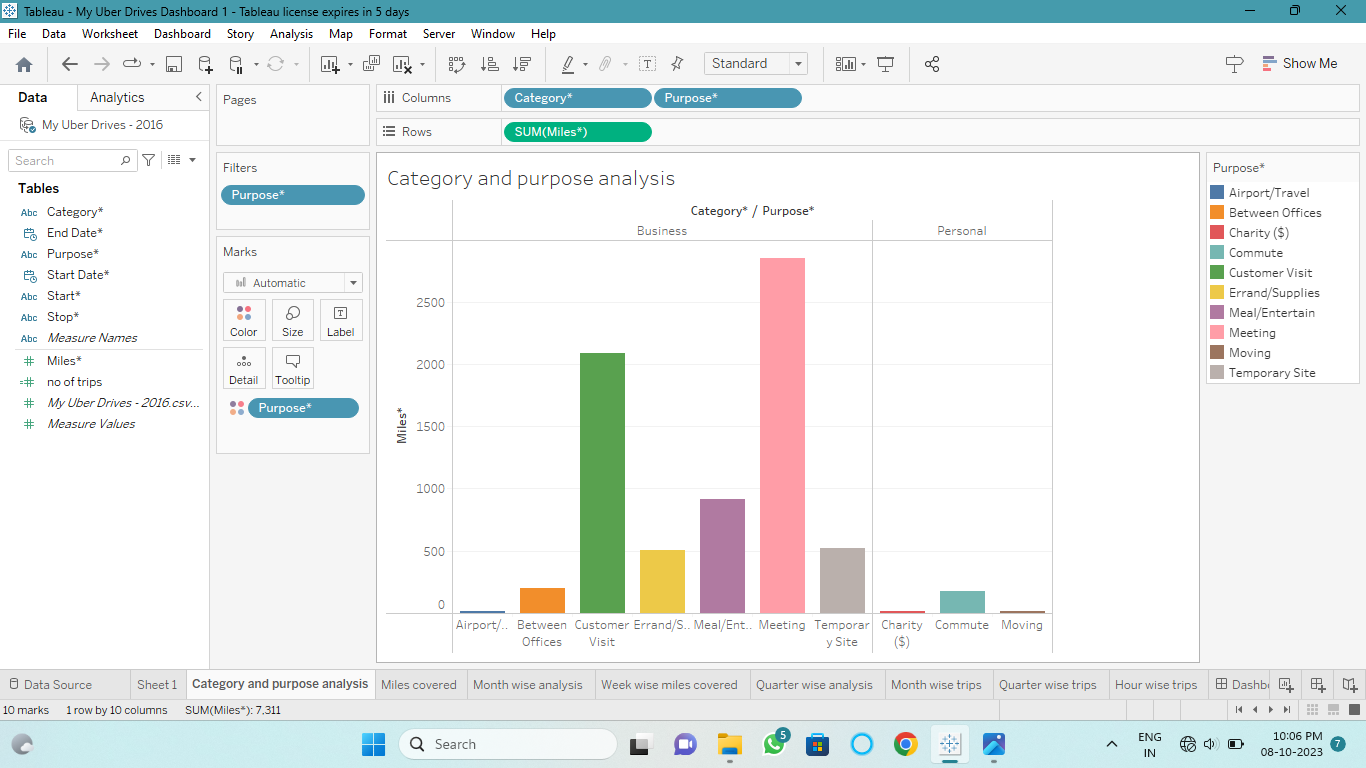 Tableau - My Uber Drives Dashboard 1 - Tableau license expires in 5 days
File Data Worksheet Dashboard Story Analysis Map Format Server Window Help
Standard
Show Me
Data Analytics
My Uber Drives - 2016
Search
Tables
Abc Category*
End Date*
Abc Purpose*
Start Date*
Abc Start*
Abc Stop*
Abc Measure Names
Miles*
no of trips
My Uber Drives - 2016.csv...
Measure Values
Pages
Filters
Purpose*
Marks
Automatic
Color Size Label
Detail Tooltip
Purpose*
Columns Category* Purpose*
Rows SUM(Miles*)
Category and purpose analysis
Category* / Purpose*
Business Personal
Miles*
2500
2000
1500
1000
500
0
Airport/.. Between Offices Customer Visit Errand/S.. Meal/Ent.. Meeting Temporary Site Charity ($) Commute Moving
Purpose*
Airport/Travel
Between Offices
Charity ($)
Commute
Customer Visit
Errand/Supplies
Meal/Entertain
Meeting
Moving
Temporary Site
Data Source Sheet 1 Category and purpose analysis Miles covered Month wise analysis Week wise miles covered Quarter wise analysis Month wise trips Quarter wise trips Hour wise trips Dashb
10 marks 1 row by 10 columns SUM(Miles*): 7,311
Search
5
ENG
IN
10:06 PM
08-10-2023
7